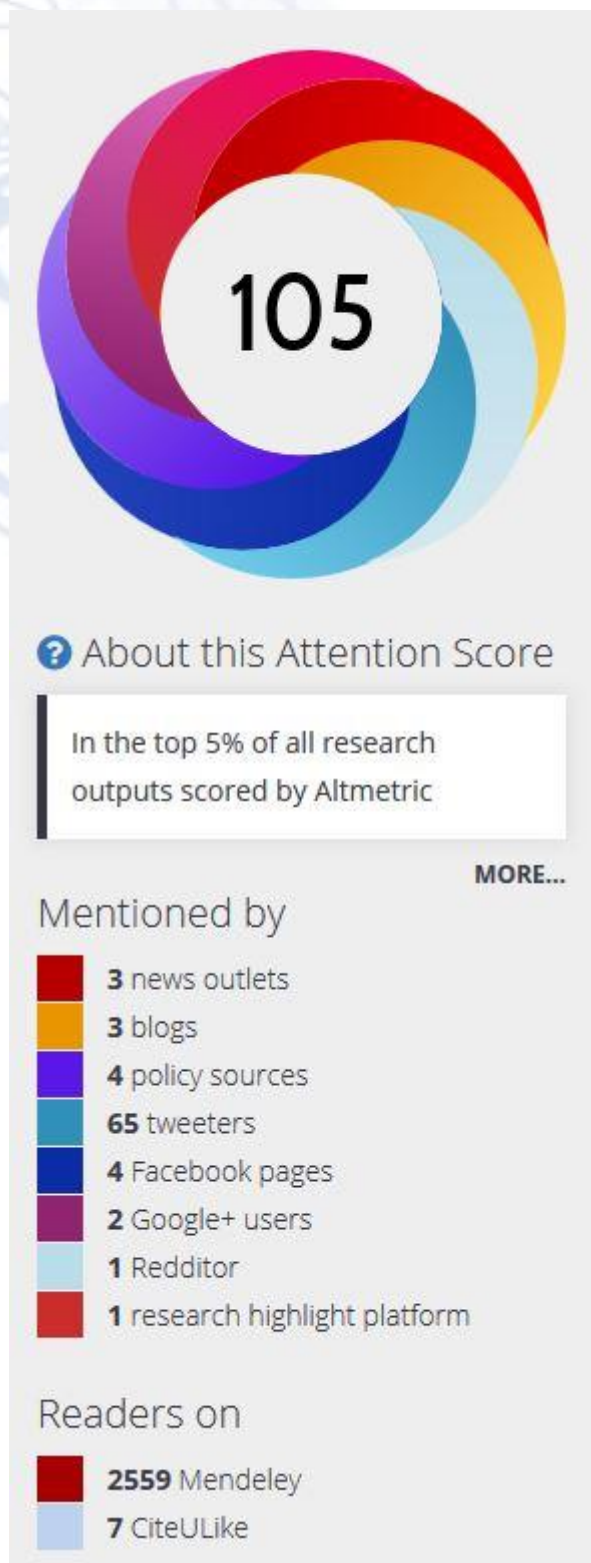 105
? About this Attention Score
In the top 5% of all research
outputs scored by Altmetric
MORE...
Mentioned by
3 news outlets
3 blogs
4 policy sources
65 tweeters
4 Facebook pages
2 Google+ users
1 Redditor
1 research highlight platform
Readers on
2559 Mendeley
7 CiteULike